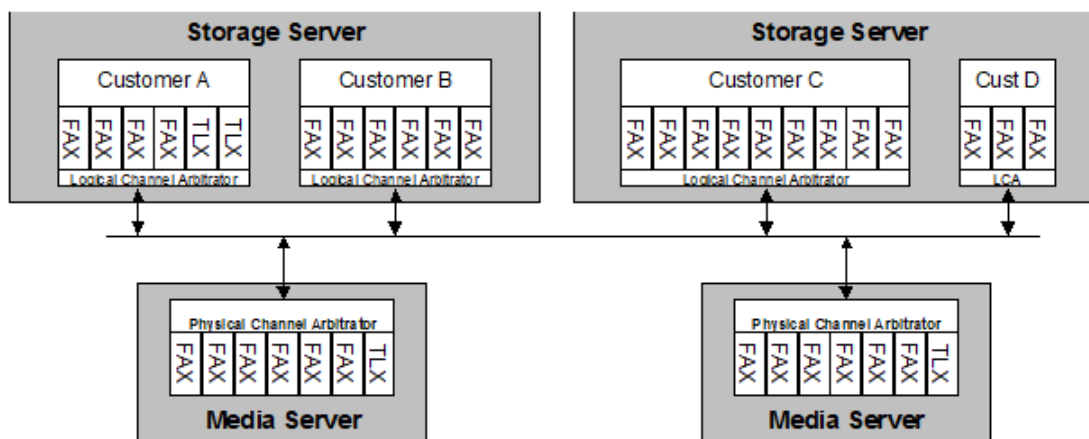 Storage Server
Customer A
FAX FAX FAX FAX TLX TLX
Logical Channel Arbitrator
Customer B
FAX FAX FAX FAX FAX FAX
Logical Channel Arbitrator
Storage Server
Customer C
FAX FAX FAX FAX FAX FAX FAX FAX FAX
Logical Channel Arbitrator
Cust D
FAX FAX FAX
LCA
Physical Channel Arbitrator
FAX FAX FAX FAX FAX FAX TLX
Media Server
Physical Channel Arbitrator
FAX FAX FAX FAX FAX FAX TLX
Media Server